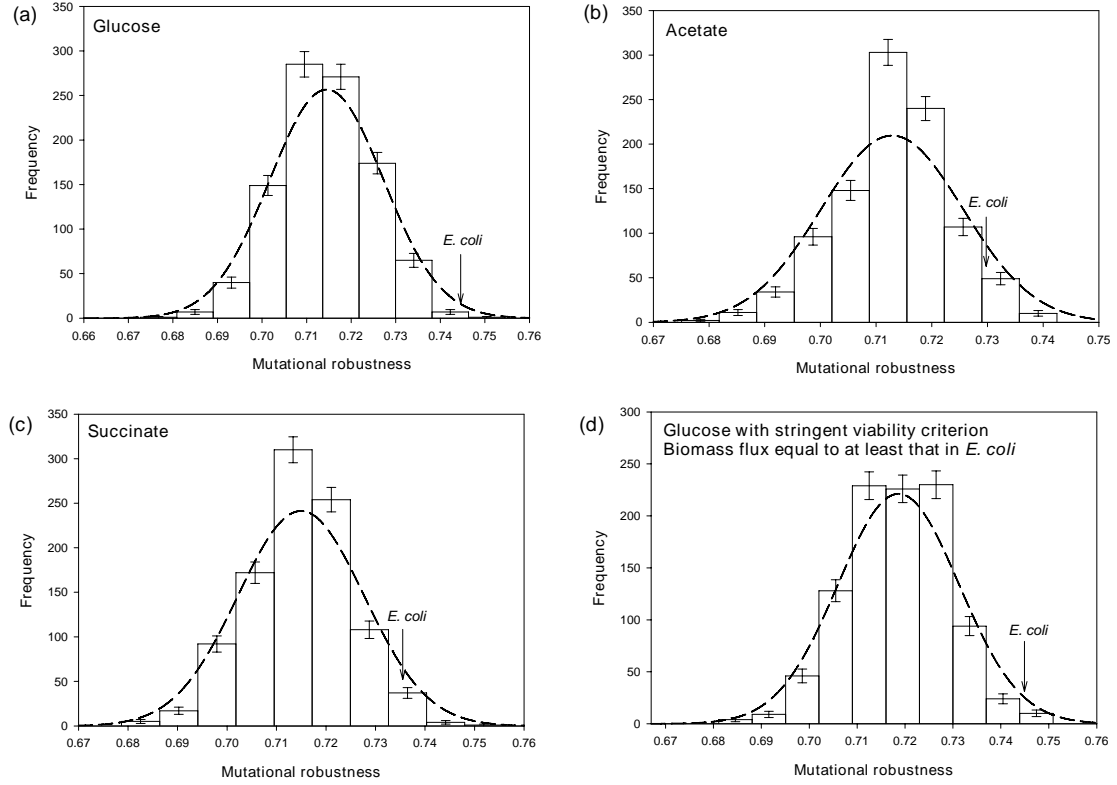 (a)
Glucose
350
300
250
200
150
100
50
0
Frequency
E. coli
0.66 0.67 0.68 0.69 0.70 0.71 0.72 0.73 0.74 0.75 0.76
Mutational robustness
(b)
Acetate
350
300
250
200
150
100
50
0
Frequency
E. coli
0.67 0.68 0.69 0.70 0.71 0.72 0.73 0.74 0.75
Mutational robustness
(c)
Succinate
350
300
250
200
150
100
50
0
Frequency
E. coli
0.67 0.68 0.69 0.70 0.71 0.72 0.73 0.74 0.75 0.76
Mutational robustness
(d)
Glucose with stringent viability criterion
Biomass flux equal to at least that in E. coli
300
250
200
150
100
50
0
Frequency
E. coli
0.67 0.68 0.69 0.70 0.71 0.72 0.73 0.74 0.75 0.76
Mutational robustness